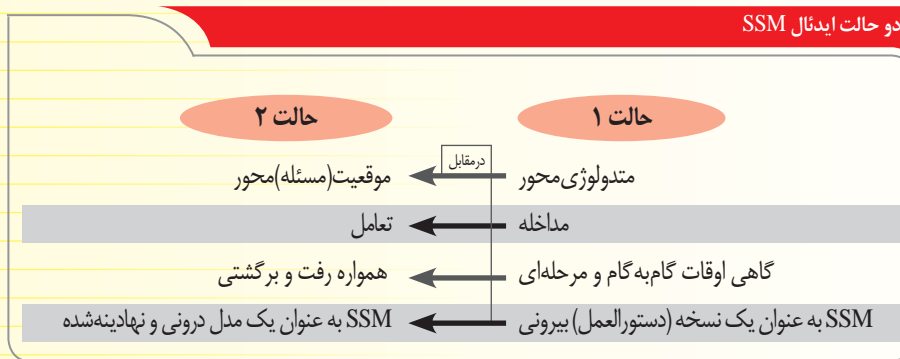 دو حالت ایدئال SSM
حالت ۱ حالت ۲
درمقابل
متدولوژی‌محور موقعیت(مسئله)محور
مداخله تعامل
گاهی اوقات گام‌به‌گام و مرحله‌ای همواره رفت و برگشتی
SSM به عنوان یک نسخه (دستورالعمل) بیرونی SSM به عنوان یک مدل درونی و نهادینه‌شده